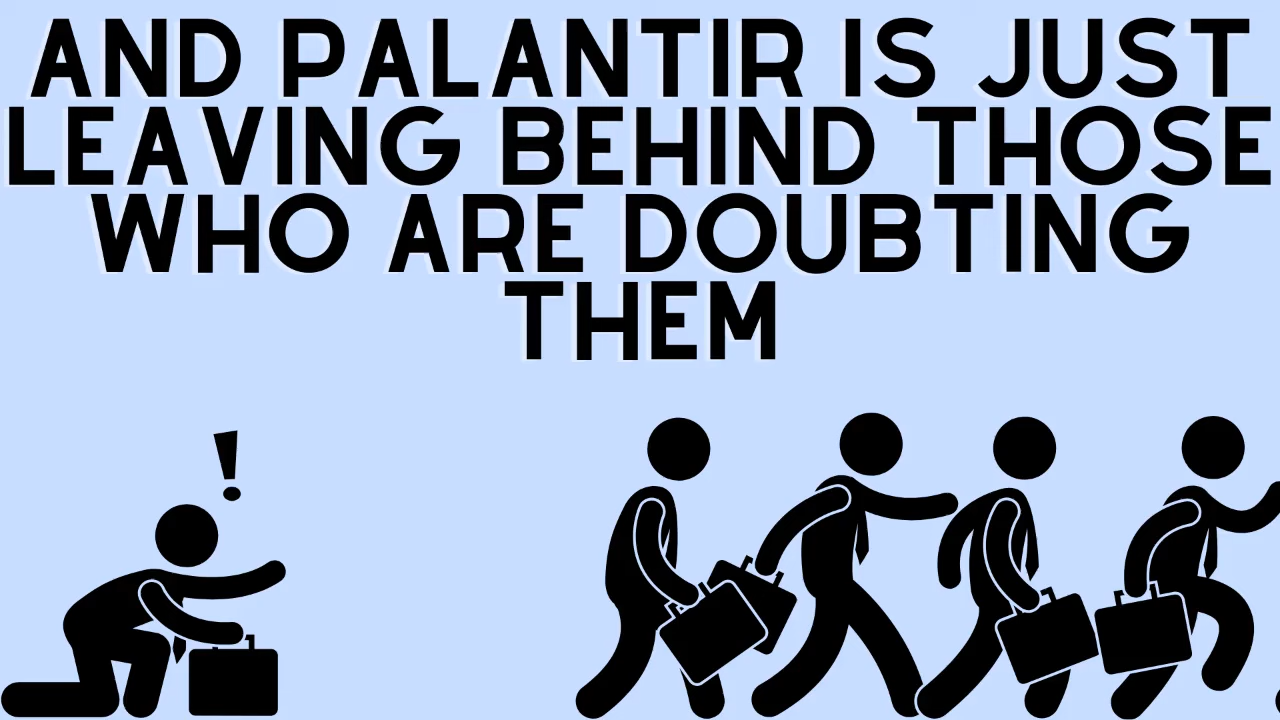 AND PALANTIR IS JUST
LEAVING BEHIND THOSE
WHO ARE DOUBTING
THEM
!